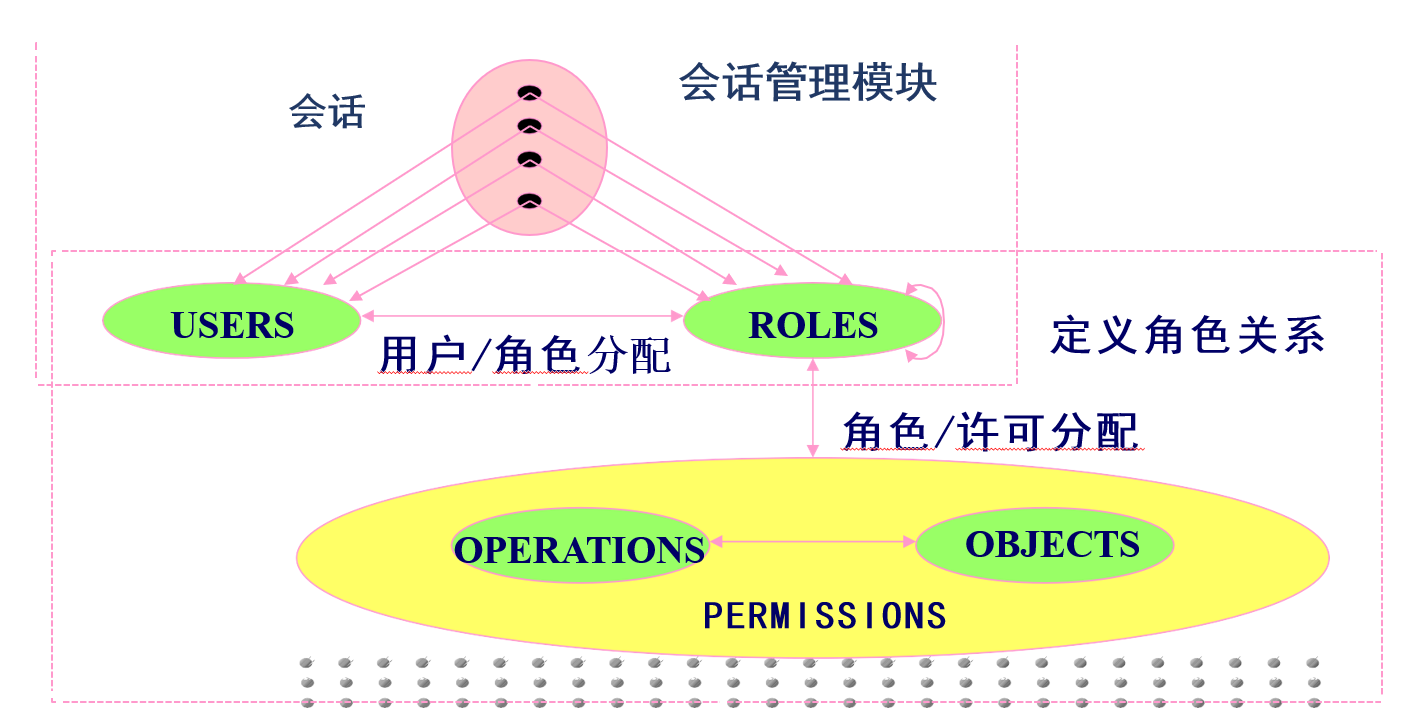 会话管理模块
会话
USERS
ROLES
定义角色关系
用户/角色分配
角色/许可分配
OPERATIONS
OBJECTS
PERMISSIONS